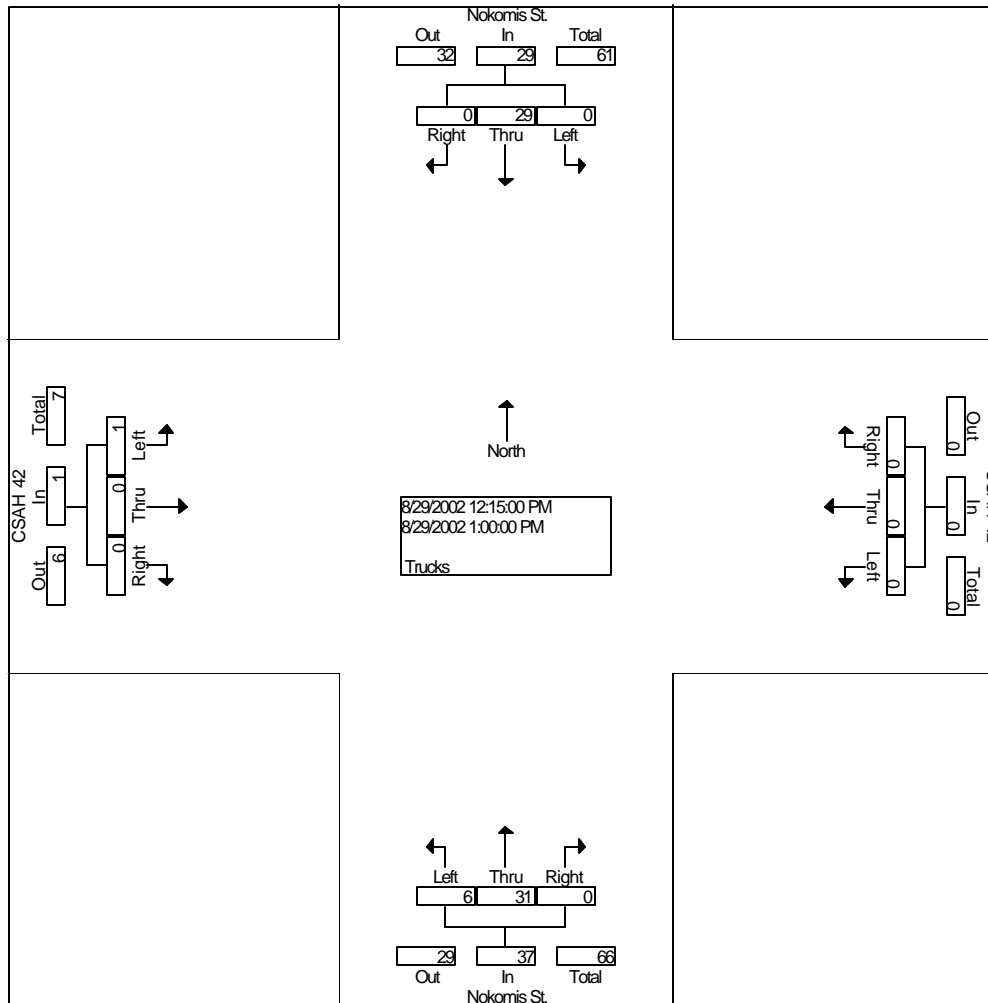 Nokomis St.
Out In Total
32 29 61
0 29 0
Right Thru Left
CSAH 42
Total In Out
7 1 6
1 0 0
Left Thru Right
North
8/29/2002 12:15:00 PM
8/29/2002 1:00:00 PM
Trucks
Right Thru Left
0 0 0
Out In Total
0 0 0
Left Thru Right
6 31 0
29 37 66
Out In Total
Nokomis St.